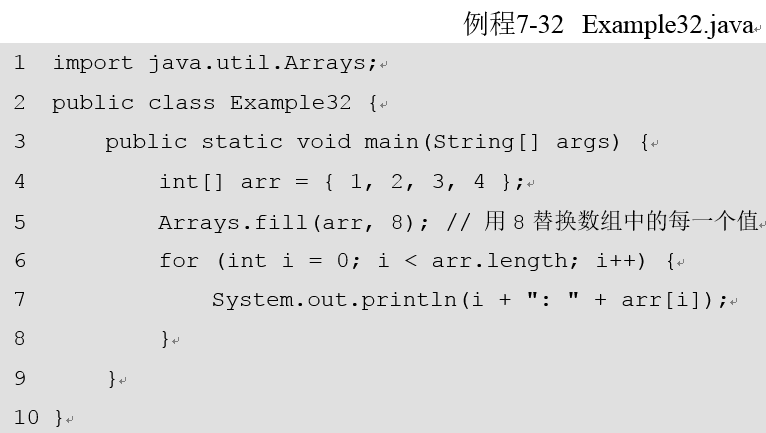 例程7-32 Example32.java
1 import java.util.Arrays;
2 public class Example32 {
3 public static void main(String[] args) {
4 int[] arr = { 1, 2, 3, 4 };
5 Arrays.fill(arr, 8); // 用 8 替换数组中的每一个值
6 for (int i = 0; i < arr.length; i++) {
7 System.out.println(i + ": " + arr[i]);
8 }
9 }
10 }